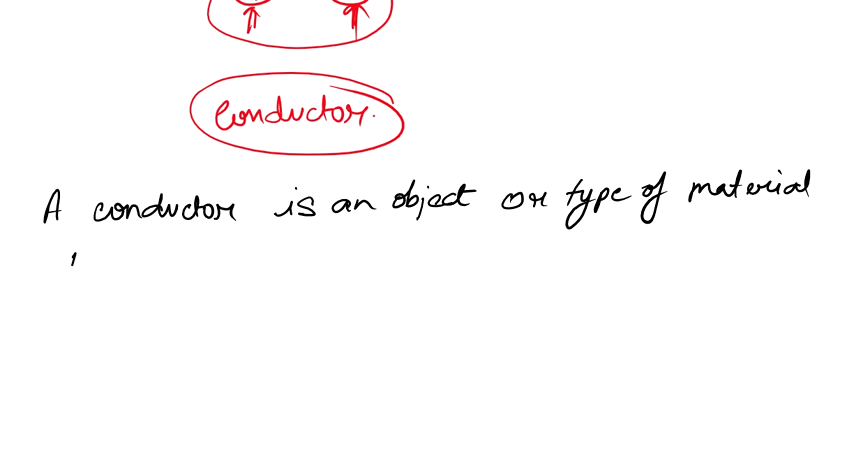 Conductor.
A conductor is an object or type of material